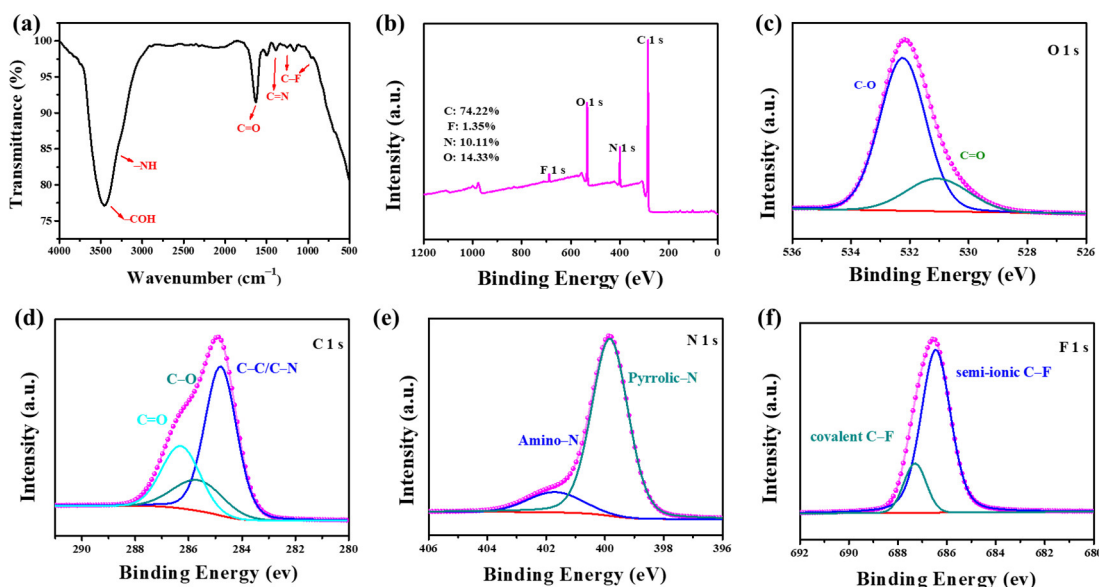 (a)
100
95
90
85
80
75
Transmittance (%)
C–F
C=N
C=O
–NH
–COH
4000 3500 3000 2500 2000 1500 1000 500
Wavenumber (cm⁻¹)
(b)
C 1 s
O 1 s
C: 74.22%
F: 1.35%
N: 10.11%
O: 14.33%
N 1 s
F 1 s
Intensity (a.u.)
1200 1000 800 600 400 200 0
Binding Energy (eV)
(c)
O 1 s
C-O
C=O
Intensity (a.u.)
536 534 532 530 528 526
Binding Energy (eV)
(d)
C 1 s
C–C/C–N
C–O
C=O
Intensity (a.u.)
290 288 286 284 282 280
Binding Energy (ev)
(e)
N 1 s
Pyrrolic–N
Amino–N
Intensity (a.u.)
406 404 402 400 398 396
Binding Energy (eV)
(f)
F 1 s
semi-ionic C–F
covalent C–F
Intensity (a.u.)
692 690 688 686 684 682 680
Binding Energy (eV)